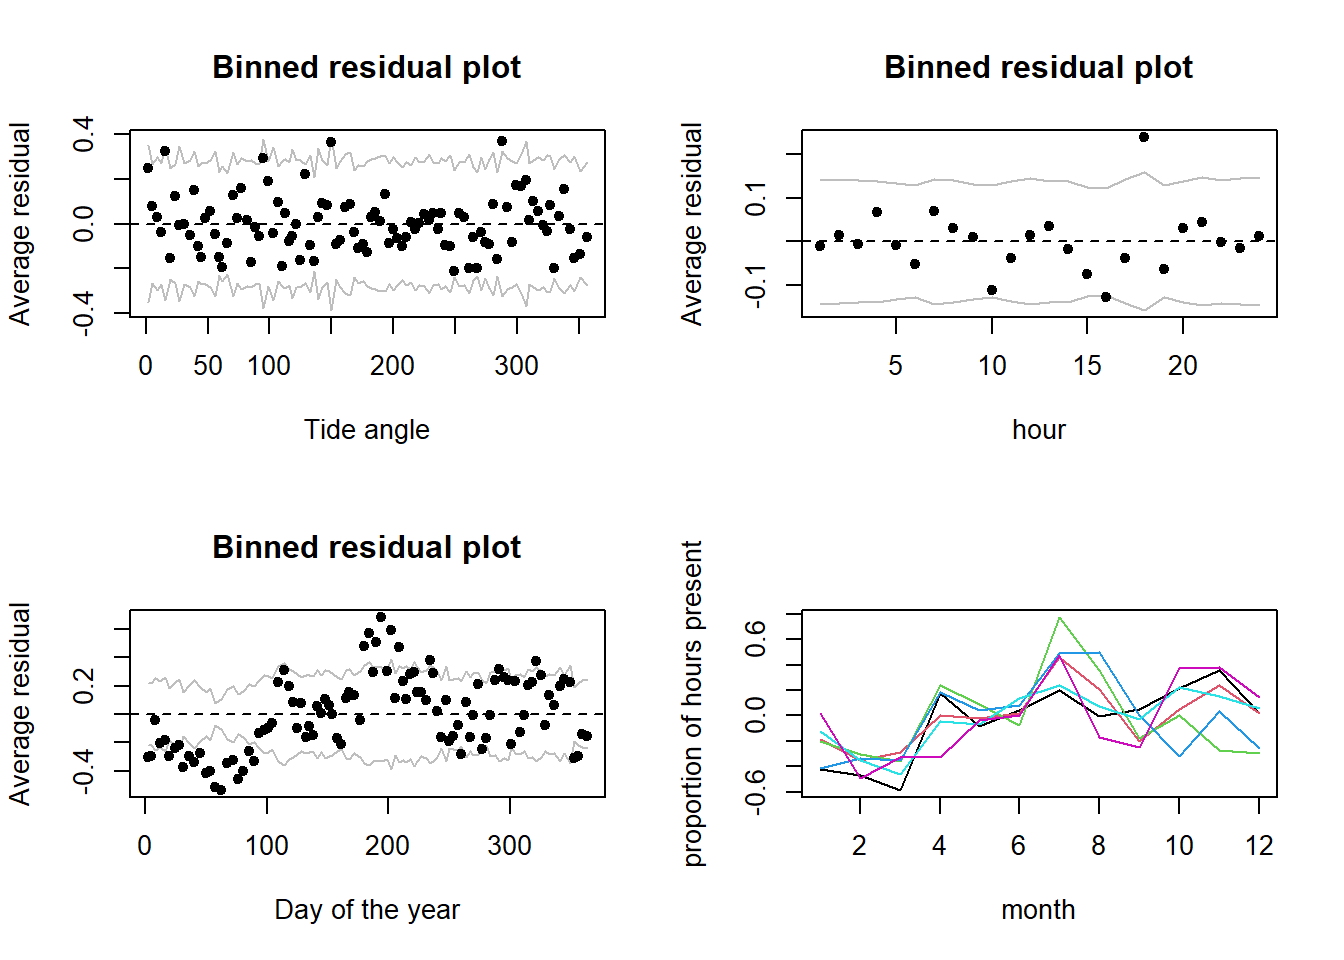 Binned residual plot
Average residual
0.4
0.0
-0.4
0 50 100 200 300
Tide angle
Binned residual plot
Average residual
0.1
-0.1
5 10 15 20
hour
Binned residual plot
Average residual
0.2
-0.4
0 100 200 300
Day of the year
proportion of hours present
0.6
0.0
-0.6
2 4 6 8 10 12
month